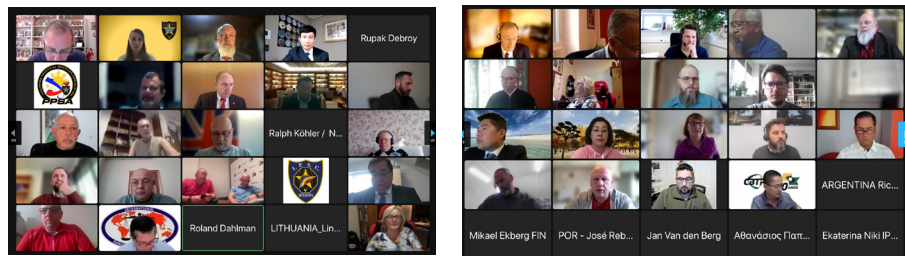 Rupak Debroy
PPSA
Ralph Köhler / N...
Roland Dahlman
LITHUANIA_Lin...
ARGENTINA Ric...
Mikael Ekberg FIN
POR - José Reb...
Jan Van den Berg
Αθανάσιος Παπ...
Ekaterina Niki IP...